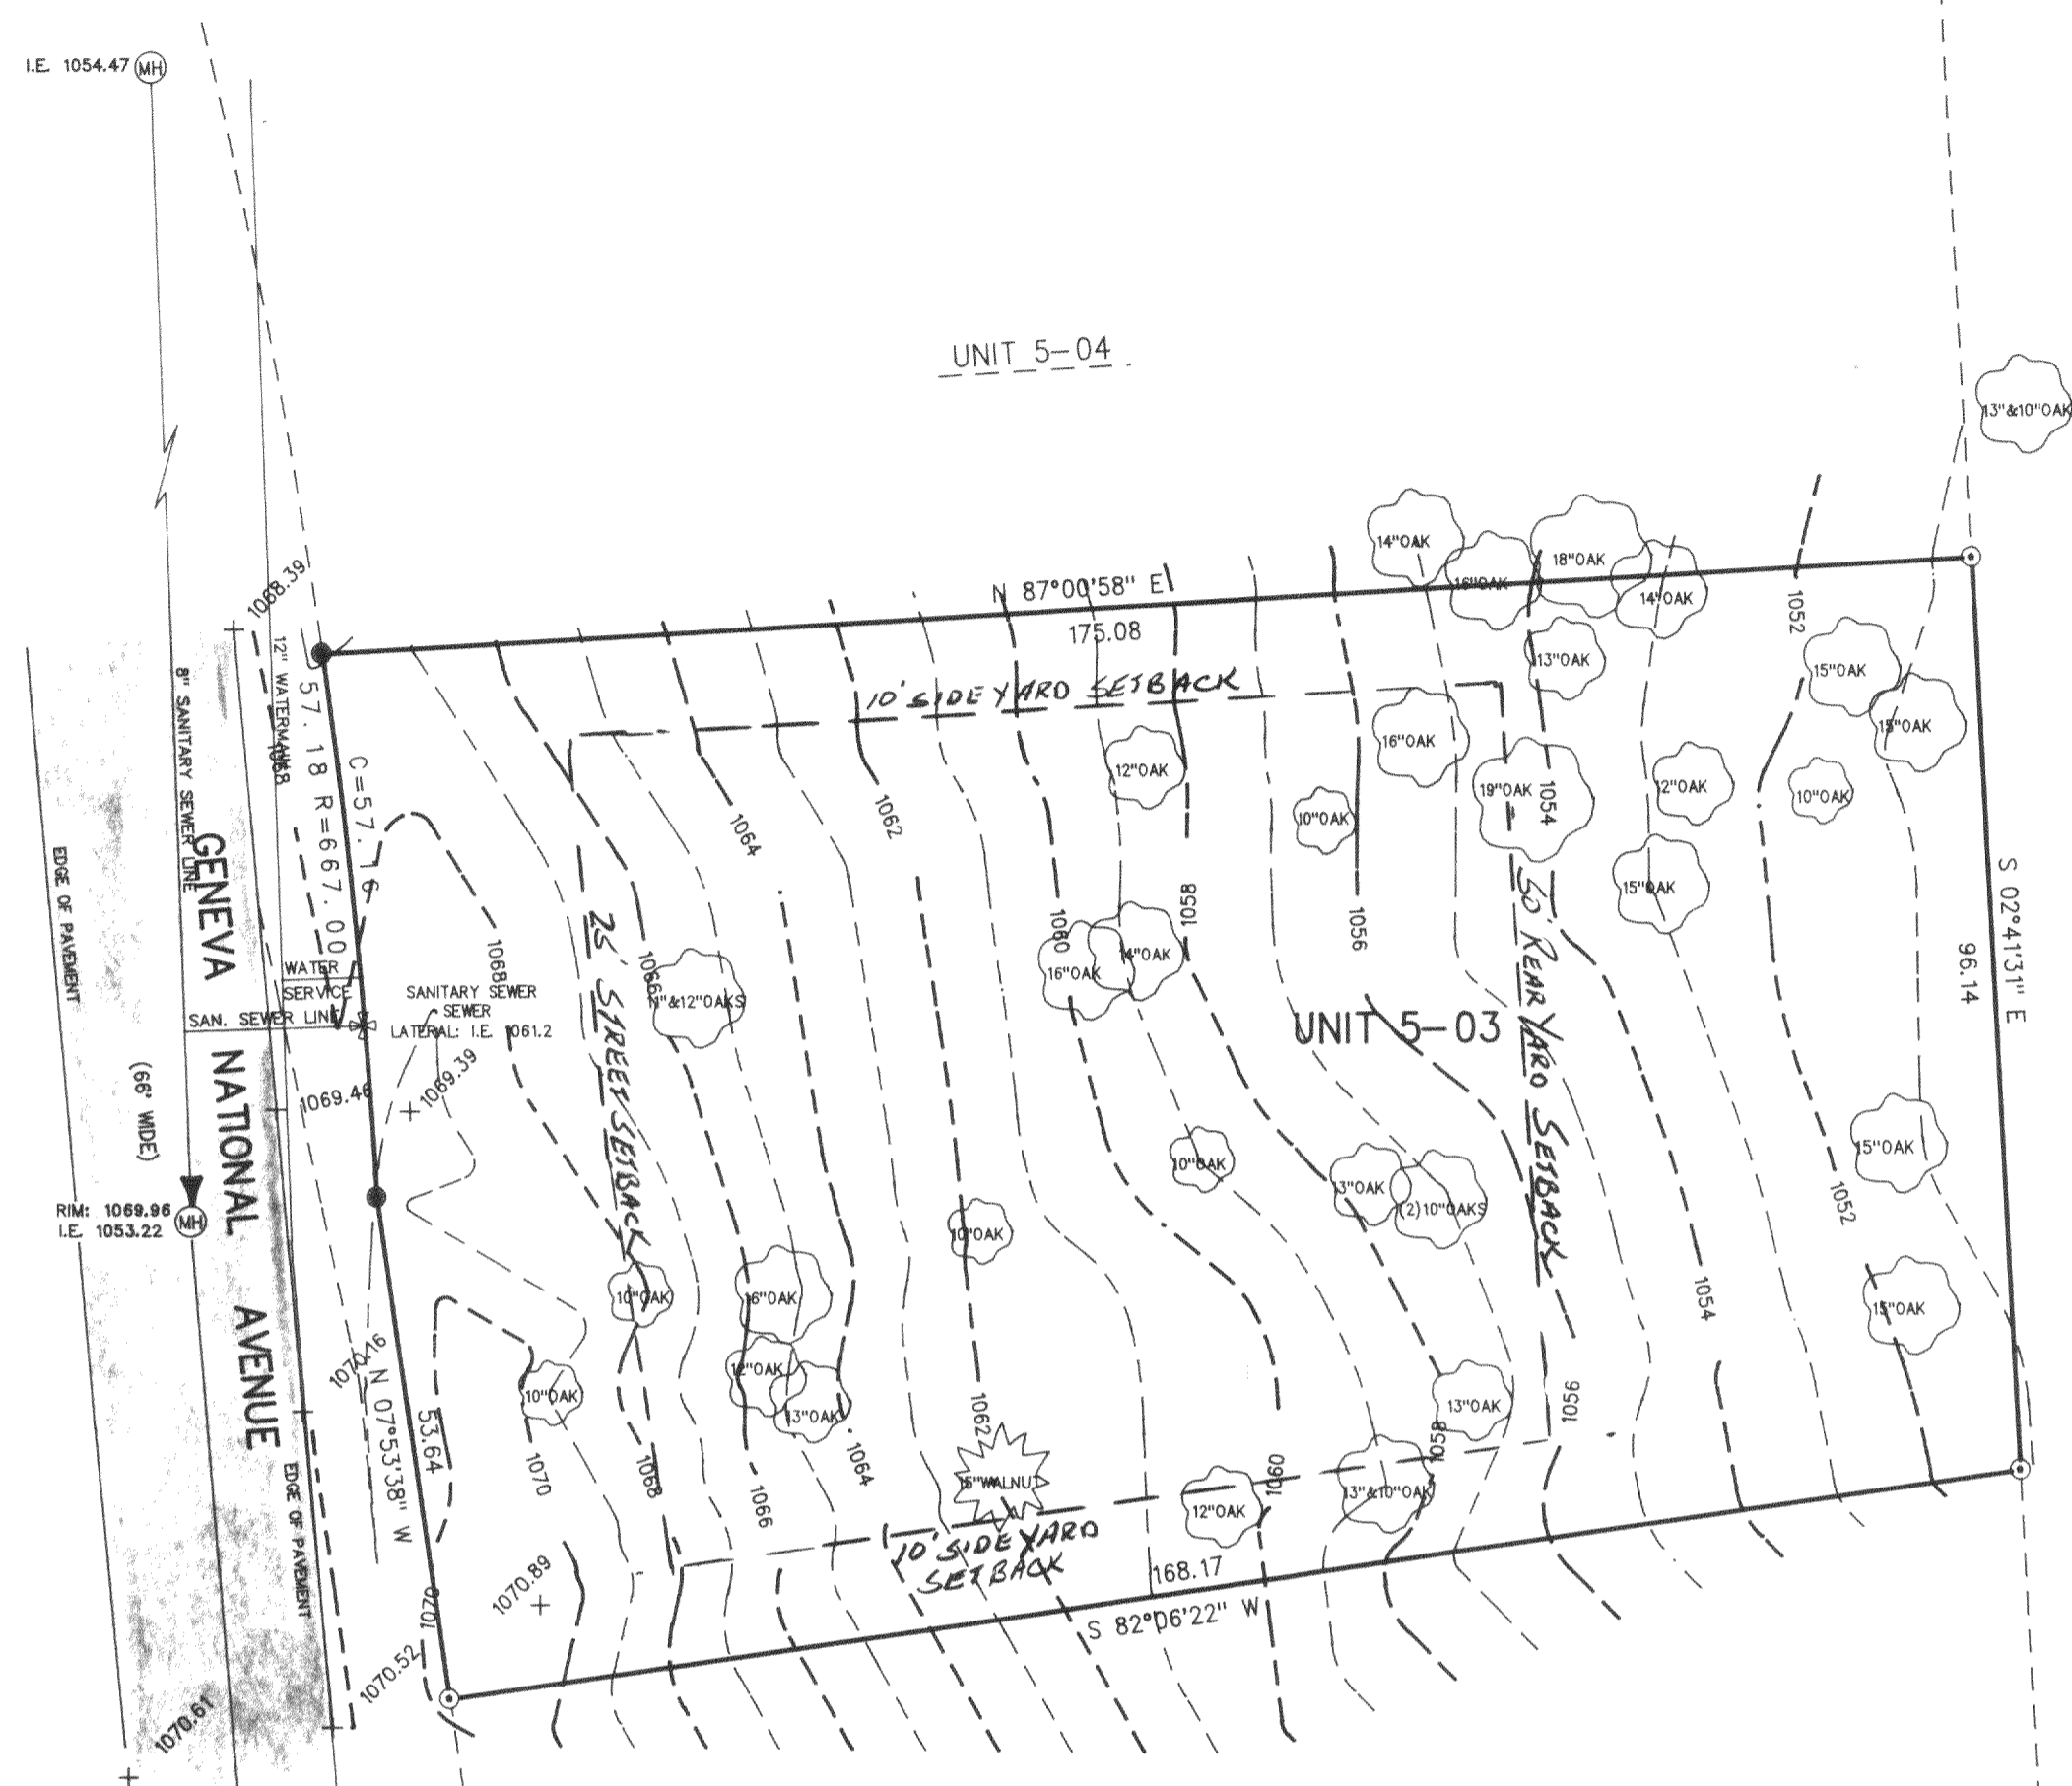 I.E. 1054.47 MH
UNIT 5-04
13"&10"OAK
14"OAK
16"OAK
18"OAK
14"OAK
N 87°00'58" E
175.08
1052
1068.39
13"OAK
15"OAK
15"OAK
10' SIDE YARD SETBACK
12" WATERMAIN
1068
8" SANITARY SEWER LINE
57.18 R=667.00
C=57.16
16"OAK
12"OAK
19"OAK
1054
12"OAK
10"OAK
10"OAK
1064
1062
15"OAK
EDGE OF PAVEMENT
GENEVA
NATIONAL
AVENUE
(66' WIDE)
1068
1066
25' STREET SETBACK
1060
1058
1056
50' REAR YARD SETBACK
S 02°41'31" E
96.14
WATER
SERVICE
SAN. SEWER LINE
SANITARY SEWER
SEWER
LATERAL: I.E. 1061.2
"&12"OAKS
16"OAK
14"OAK
UNIT 5-03
1069.46
1069.39
15"OAK
10"OAK
13"OAK
(2)10"OAKS
1052
RIM: 1069.96
I.E. 1053.22 MH
10"OAK
10"OAK
16"OAK
1054
15"OAK
1070.16
N 07°53'38" W
53.64
10"OAK
12"OAK
13"OAK
13"OAK
1056
1062
1058
1070
1068
1066
1064
15"WALNUT
1060
13"&10"OAK
12"OAK
EDGE OF PAVEMENT
10' SIDE YARD
SETBACK
168.17
S 82°06'22" W
1070.89
1070
1070.52
1070.61